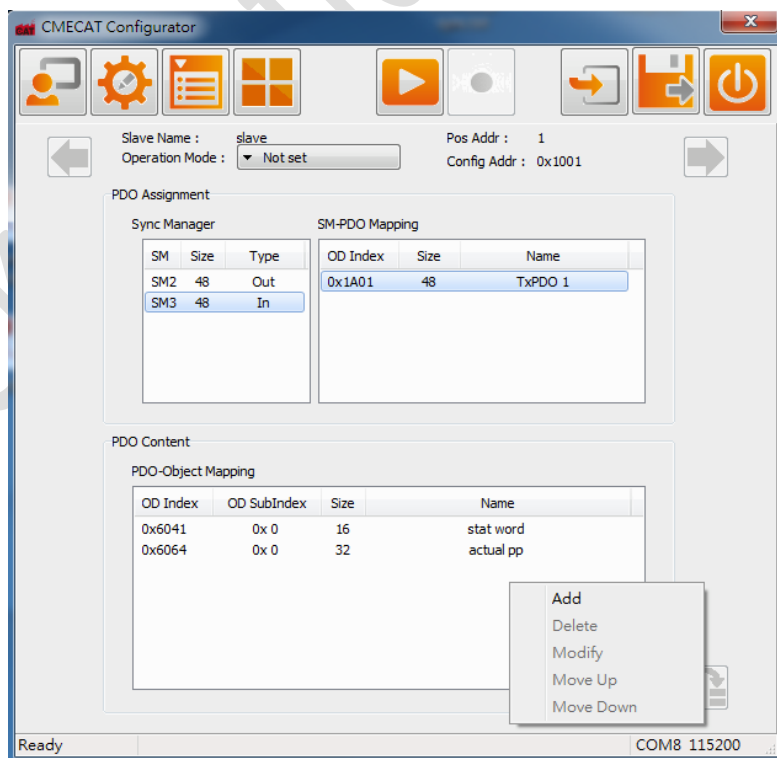 CMECAT Configurator
Slave Name : slave Pos Addr : 1
Operation Mode : Not set Config Addr : 0x1001
PDO Assignment
Sync Manager SM-PDO Mapping
SM Size Type OD Index Size Name
SM2 48 Out 0x1A01 48 TxPDO 1
SM3 48 In
PDO Content
PDO-Object Mapping
OD Index OD SubIndex Size Name
0x6041 0x 0 16 stat word
0x6064 0x 0 32 actual pp
Add
Delete
Modify
Move Up
Move Down
Ready COM8 115200